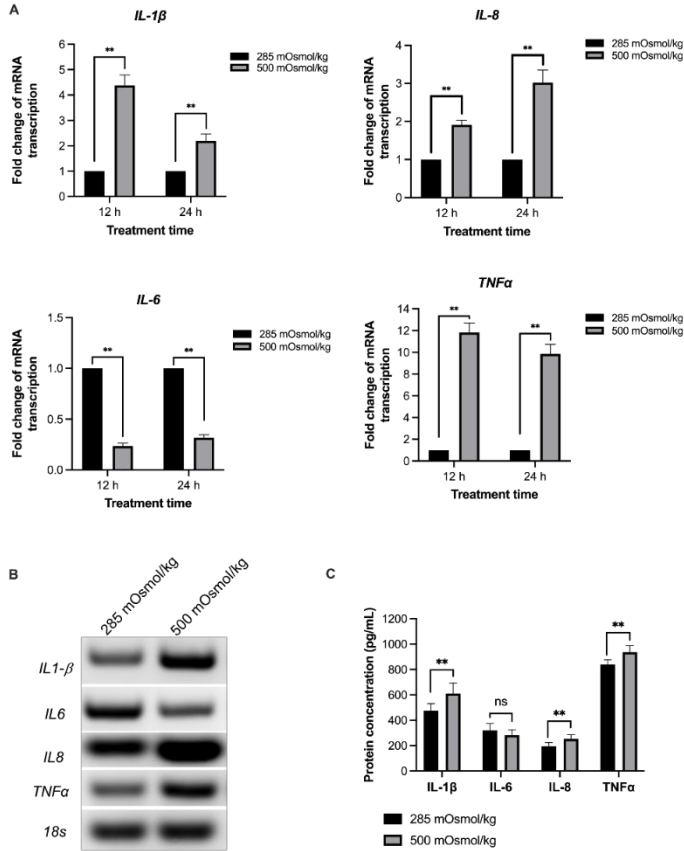 A
IL-1β
Fold change of mRNA
transcription
6
5
4
3
2
1
0
**
**
12 h
24 h
Treatment time
285 mOsmol/kg
500 mOsmol/kg
IL-8
Fold change of mRNA
transcription
4
3
2
1
0
**
**
12 h
24 h
Treatment time
285 mOsmol/kg
500 mOsmol/kg
IL-6
Fold change of mRNA
transcription
1.5
1.0
0.5
0.0
**
**
12 h
24 h
Treatment time
285 mOsmol/kg
500 mOsmol/kg
TNFα
Fold change of mRNA
transcription
14
12
10
8
6
4
2
0
**
**
12 h
24 h
Treatment time
285 mOsmol/kg
500 mOsmol/kg
B
285 mOsmol/kg
500 mOsmol/kg
IL1-β
IL6
IL8
TNFα
18s
C
Protein concentration (pg/mL)
1200
1000
800
600
400
200
0
**
ns
**
**
IL-1β
IL-6
IL-8
TNFα
285 mOsmol/kg
500 mOsmol/kg